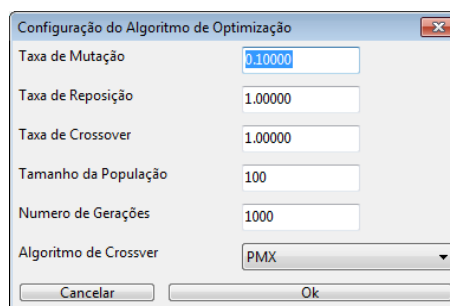 Configuração do Algoritmo de Optimização
Taxa de Mutação 0.10000
Taxa de Reposição 1.00000
Taxa de Crossover 1.00000
Tamanho da População 100
Numero de Gerações 1000
Algoritmo de Crossver PMX
Cancelar Ok